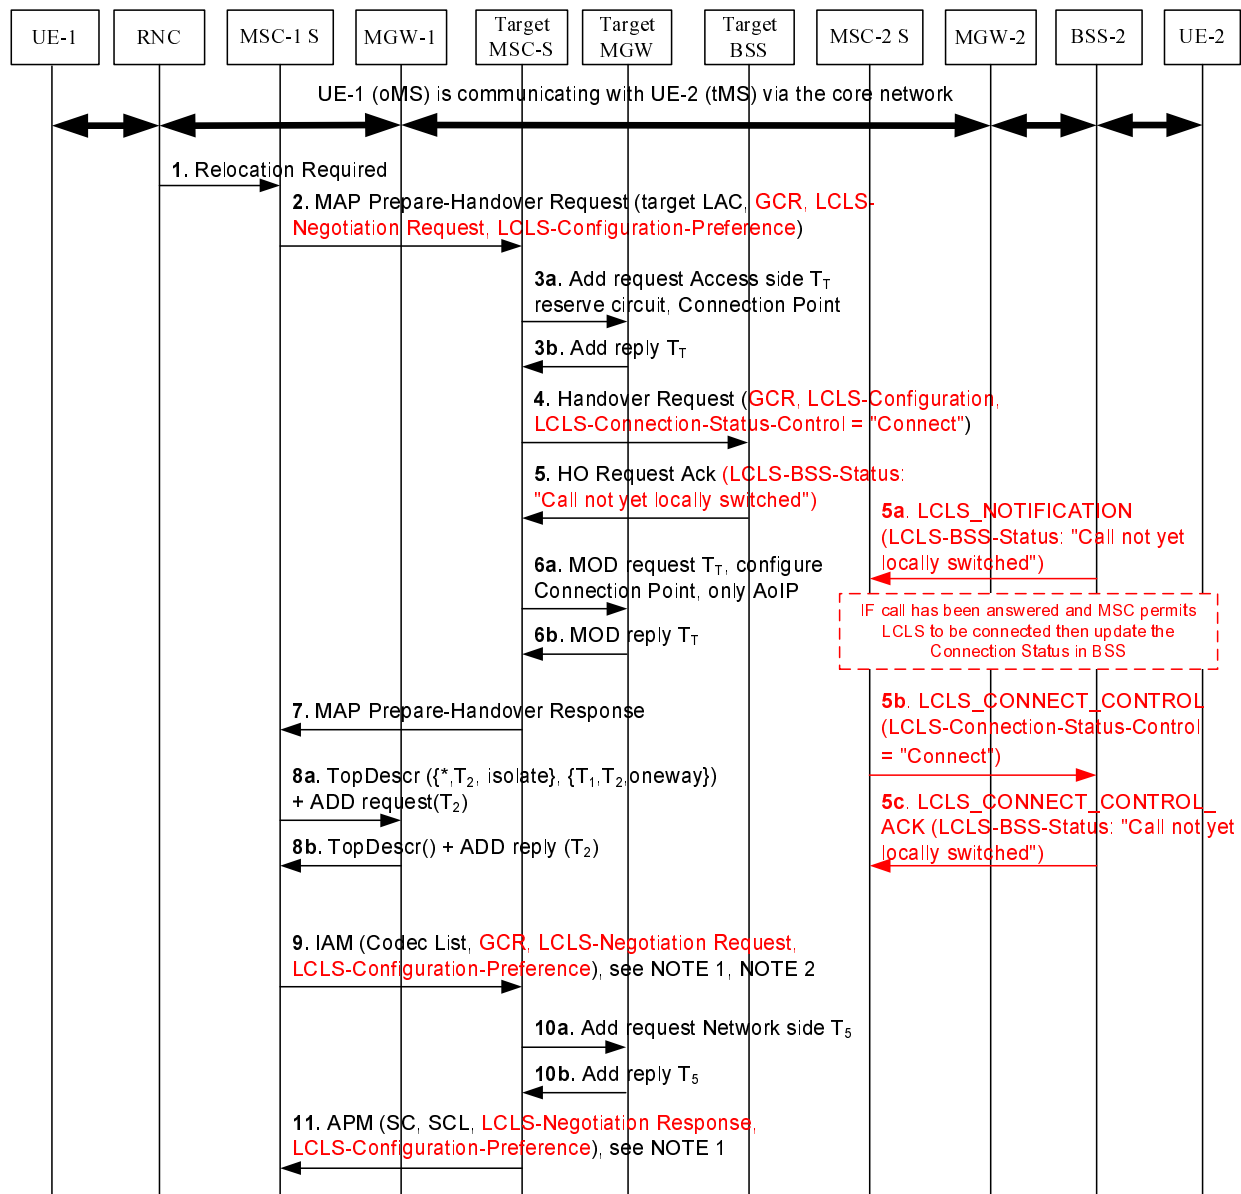 UE-1
RNC
MSC-1 S
MGW-1
Target
MSC-S
Target
MGW
Target
BSS
MSC-2 S
MGW-2
BSS-2
UE-2
UE-1 (oMS) is communicating with UE-2 (tMS) via the core network
1. Relocation Required
2. MAP Prepare-Handover Request (target LAC, GCR, LCLS-
Negotiation Request, LCLS-Configuration-Preference)
3a. Add request Access side TT
reserve circuit, Connection Point
3b. Add reply TT
4. Handover Request (GCR, LCLS-Configuration,
LCLS-Connection-Status-Control = "Connect")
5. HO Request Ack (LCLS-BSS-Status:
"Call not yet locally switched")
5a. LCLS_NOTIFICATION
(LCLS-BSS-Status: "Call not yet
locally switched")
6a. MOD request TT, configure
Connection Point, only AoIP
6b. MOD reply TT
IF call has been answered and MSC permits
LCLS to be connected then update the
Connection Status in BSS
5b. LCLS_CONNECT_CONTROL
(LCLS-Connection-Status-Control
= "Connect")
7. MAP Prepare-Handover Response
8a. TopDescr ({*,T2, isolate}, {T1,T2,oneway})
+ ADD request(T2)
5c. LCLS_CONNECT_CONTROL_
ACK (LCLS-BSS-Status: "Call not yet
locally switched")
8b. TopDescr() + ADD reply (T2)
9. IAM (Codec List, GCR, LCLS-Negotiation Request,
LCLS-Configuration-Preference), see NOTE 1, NOTE 2
10a. Add request Network side T5
10b. Add reply T5
11. APM (SC, SCL, LCLS-Negotiation Response,
LCLS-Configuration-Preference), see NOTE 1